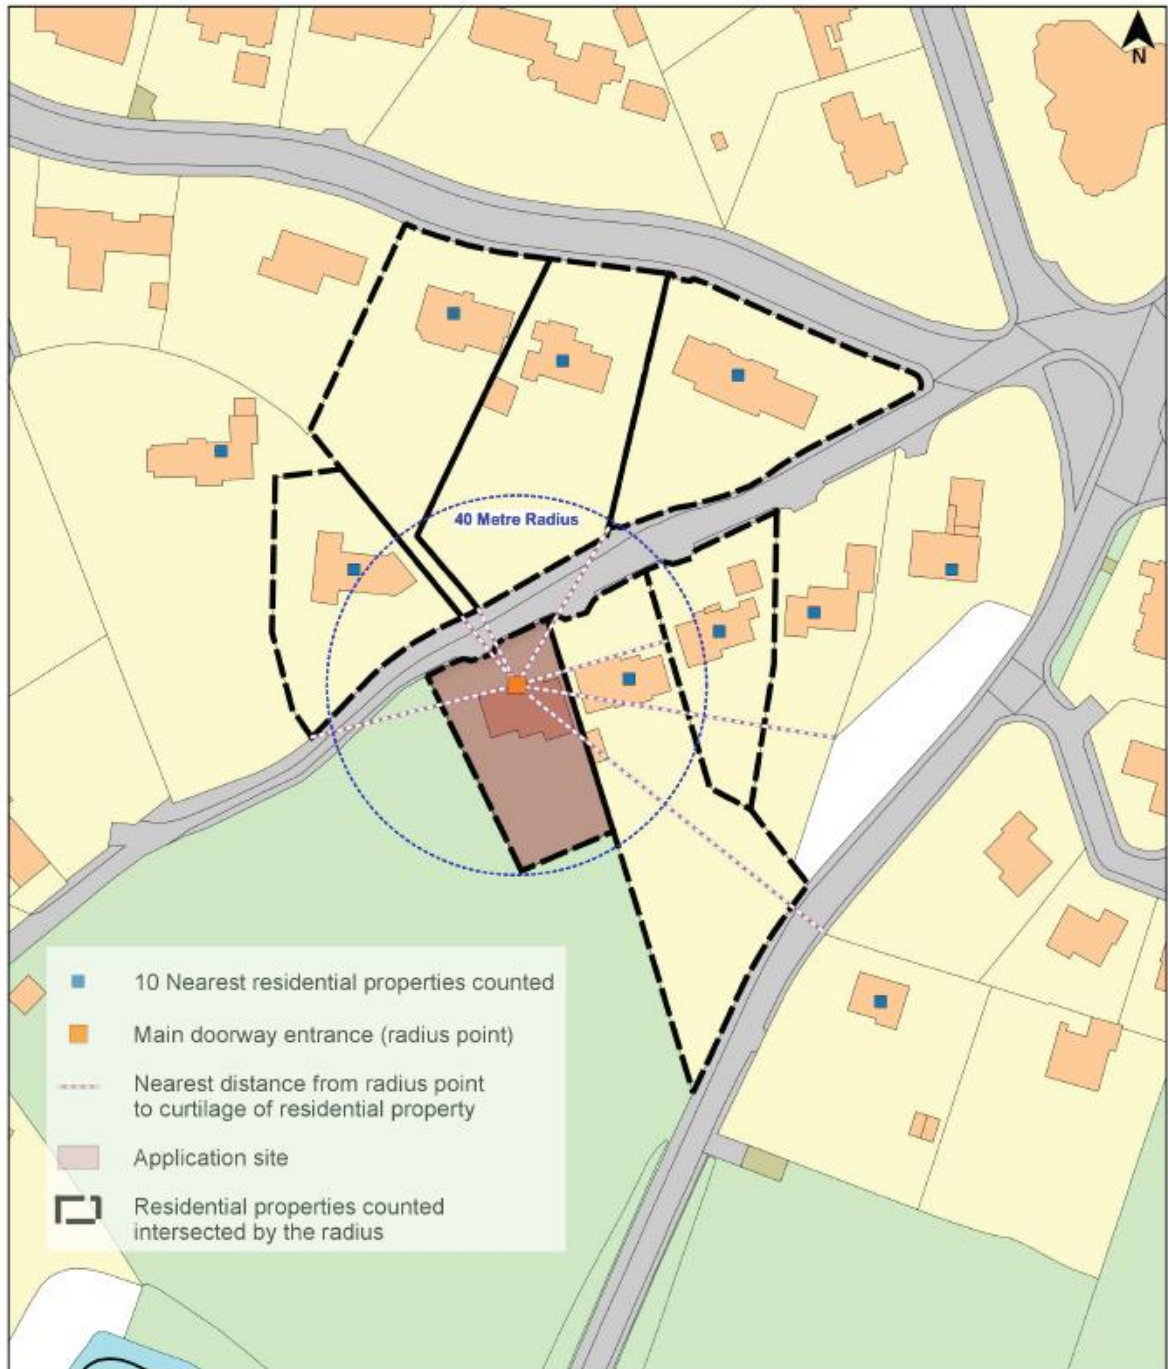 N
40 Metre Radius
10 Nearest residential properties counted
Main doorway entrance (radius point)
Nearest distance from radius point
to curtilage of residential property
Application site
Residential properties counted
intersected by the radius